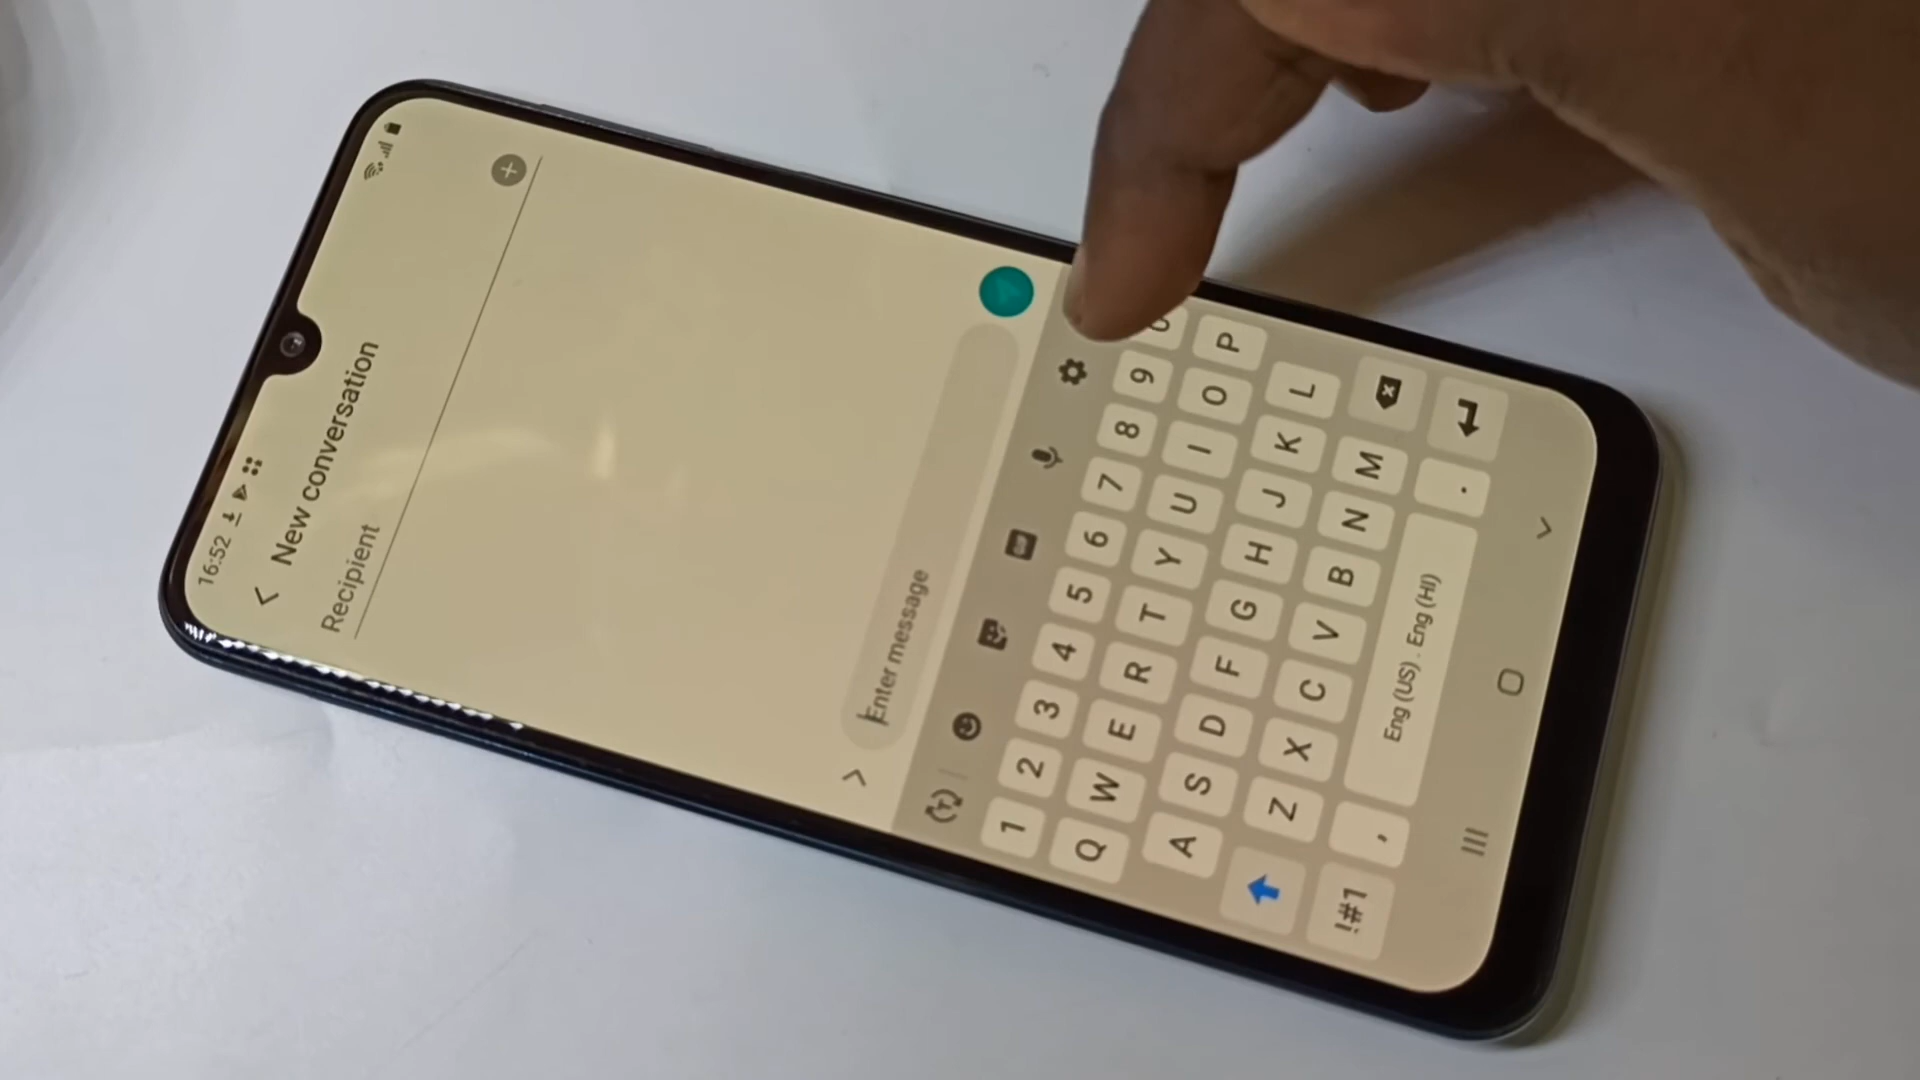 16:52
New conversation
Recipient
Enter message
1 2 3 4 5 6 7 8 9
Q W E R T Y U I O P
A S D F G H J K L
Z X C V B N M
!#1 , Eng (US) . Eng (HI) .